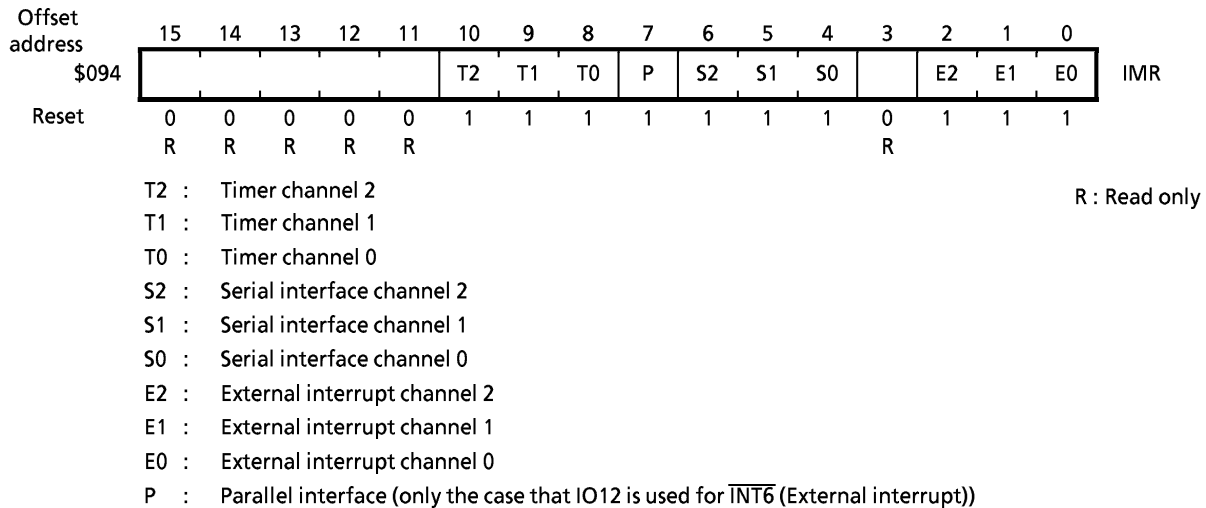 Offset
address
15 14 13 12 11 10 9 8 7 6 5 4 3 2 1 0
$094 T2 T1 T0 P S2 S1 S0 E2 E1 E0 IMR
Reset 0 0 0 0 0 1 1 1 1 1 1 1 0 1 1 1
R R R R R R
T2 : Timer channel 2
R : Read only
T1 : Timer channel 1
T0 : Timer channel 0
S2 : Serial interface channel 2
S1 : Serial interface channel 1
S0 : Serial interface channel 0
E2 : External interrupt channel 2
E1 : External interrupt channel 1
E0 : External interrupt channel 0
P : Parallel interface (only the case that IO12 is used for I̅N̅T̅6̅ (External interrupt))